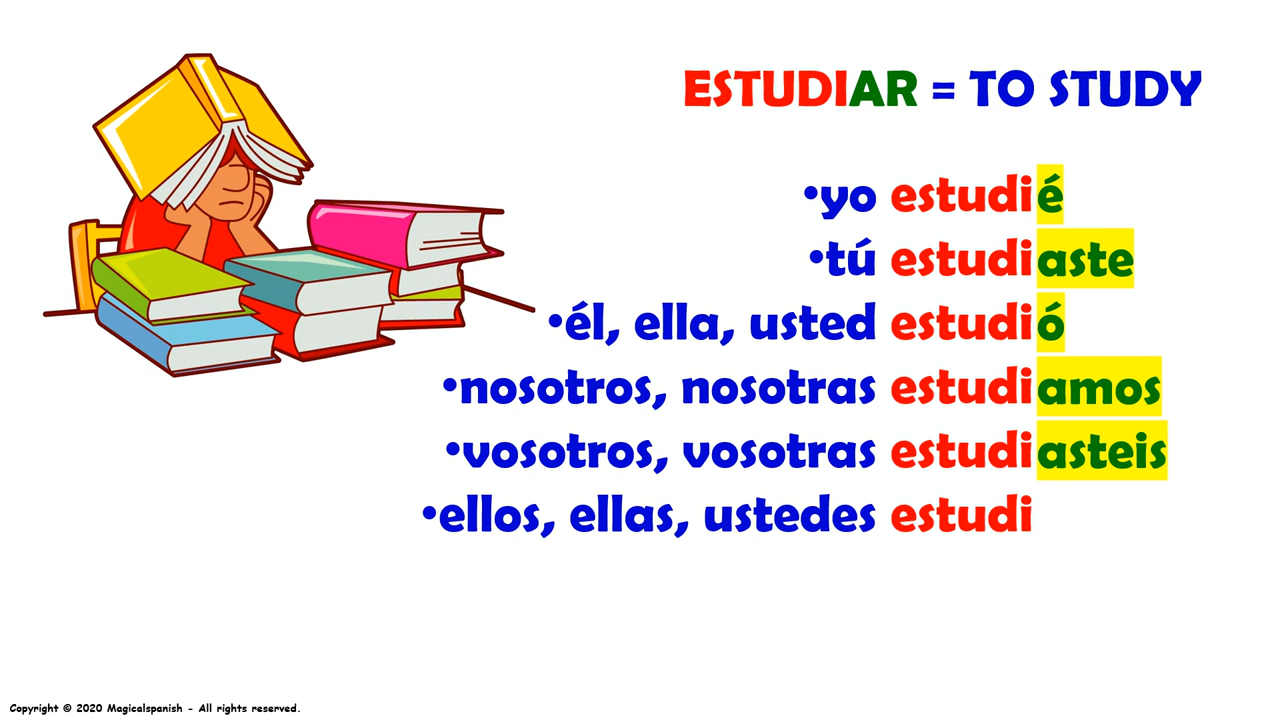 ESTUDIAR = TO STUDY
•yo estudié
•tú estudiaste
•él, ella, usted estudió
•nosotros, nosotras estudiamos
•vosotros, vosotras estudiasteis
•ellos, ellas, ustedes estudi
Copyright © 2020 Magicalspanish - All rights reserved.